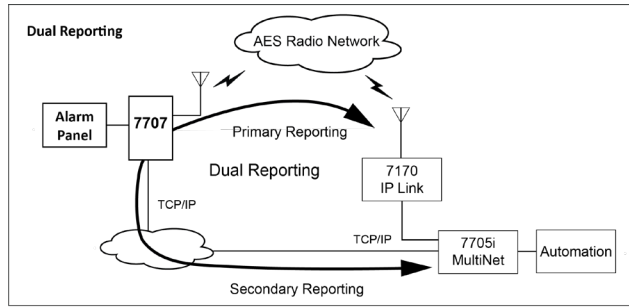 Dual Reporting
AES Radio Network
Alarm
Panel
7707
Primary Reporting
Dual Reporting
7170
IP Link
TCP/IP
TCP/IP
7705i
MultiNet
Automation
Secondary Reporting